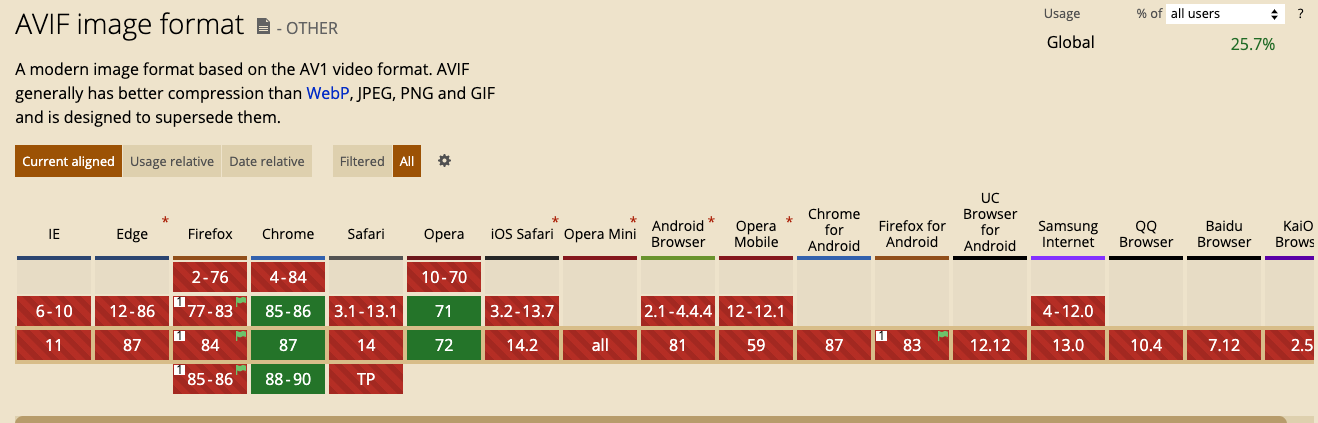 AVIF image format - OTHER
Usage % of all users ?
Global 25.7%
A modern image format based on the AV1 video format. AVIF
generally has better compression than WebP, JPEG, PNG and GIF
and is designed to supersede them.
Current aligned Usage relative Date relative Filtered All
IE Edge * Firefox Chrome Safari Opera iOS Safari * Opera Mini * Android Browser * Opera Mobile * Chrome for Android Firefox for Android UC Browser for Android Samsung Internet QQ Browser Baidu Browser KaiO Brows
2-76 4-84 10-70
6-10 12-86 1 77-83 85-86 3.1-13.1 71 3.2-13.7 2.1-4.4.4 12-12.1 4-12.0
11 87 1 84 87 14 72 14.2 all 81 59 87 1 83 12.12 13.0 10.4 7.12 2.5
1 85-86 88-90 TP